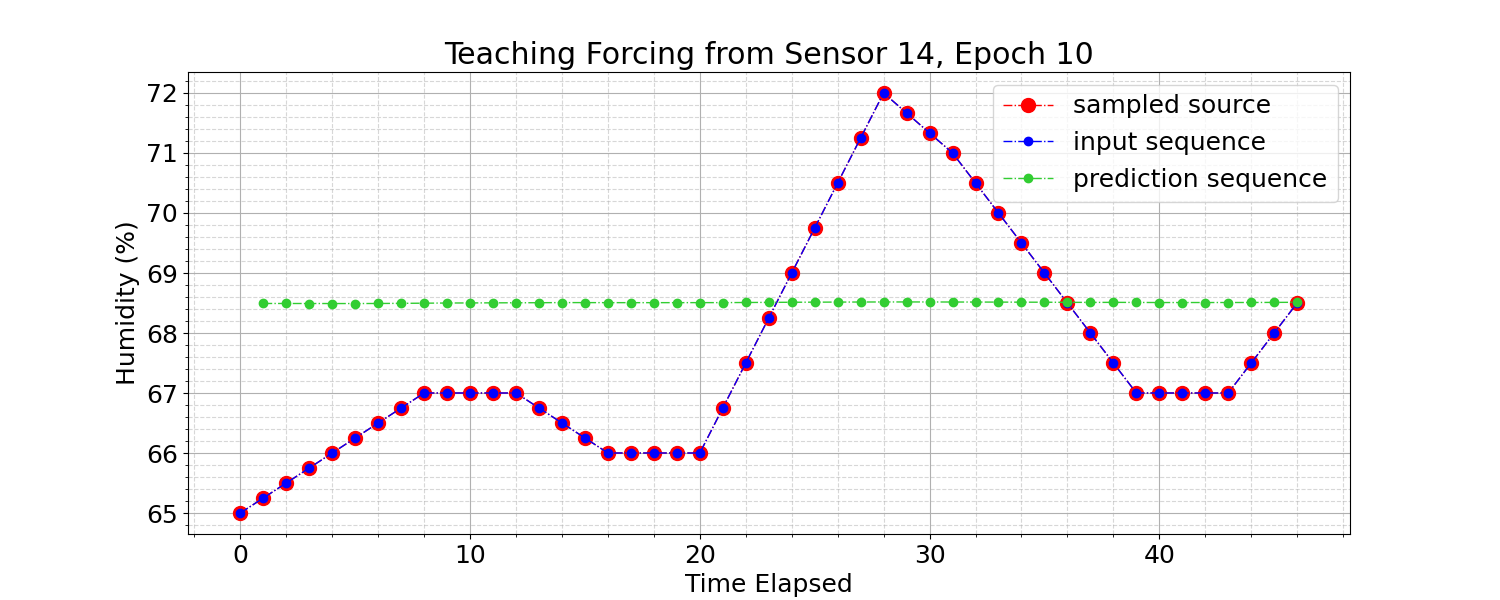 Teaching Forcing from Sensor 14, Epoch 10
sampled source
input sequence
prediction sequence
Humidity (%)
72
71
70
69
68
67
66
65
0 10 20 30 40
Time Elapsed